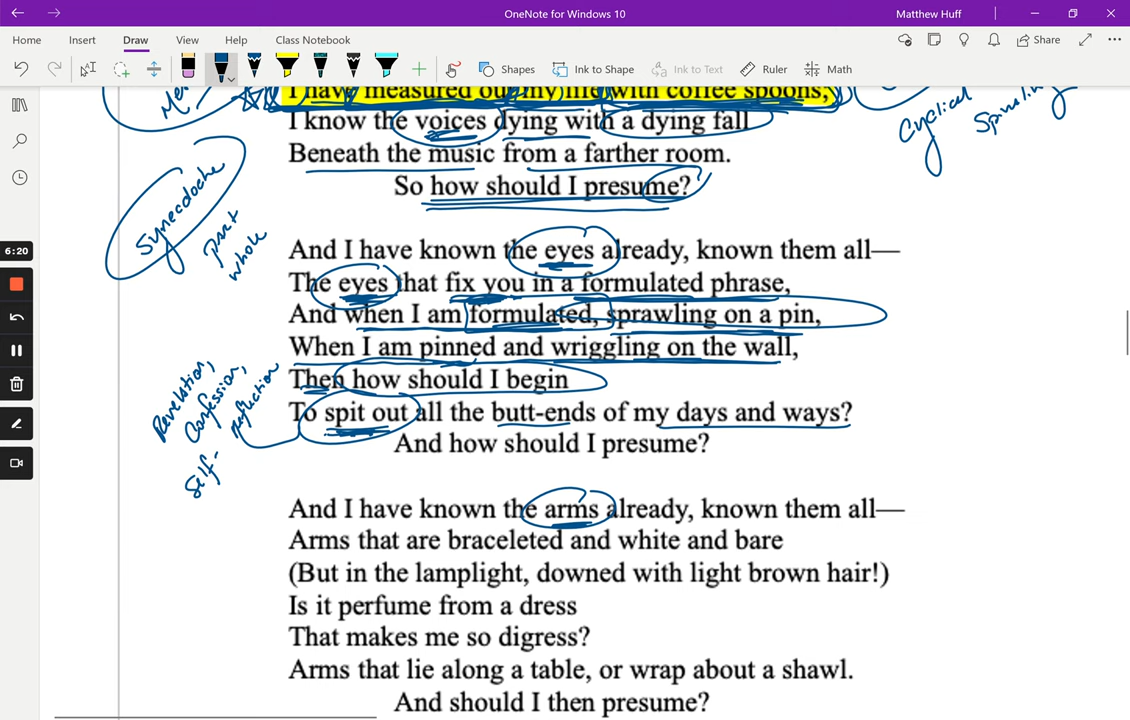 OneNote for Windows 10
Matthew Huff
Home Insert Draw View Help Class Notebook
Share
Shapes Ink to Shape Ink to Text Ruler Math
I have measured out my life with coffee spoons;
Cyclical
I know the voices dying with a dying fall
Beneath the music from a farther room.
So how should I presume?
Synecdoche
part
whole
6:20
And I have known the eyes already, known them all—
The eyes that fix you in a formulated phrase,
And when I am formulated, sprawling on a pin,
When I am pinned and wriggling on the wall,
Then how should I begin
To spit out all the butt-ends of my days and ways?
And how should I presume?
Revelation,
Confession,
Self-
reflection
And I have known the arms already, known them all—
Arms that are braceleted and white and bare
(But in the lamplight, downed with light brown hair!)
Is it perfume from a dress
That makes me so digress?
Arms that lie along a table, or wrap about a shawl.
And should I then presume?